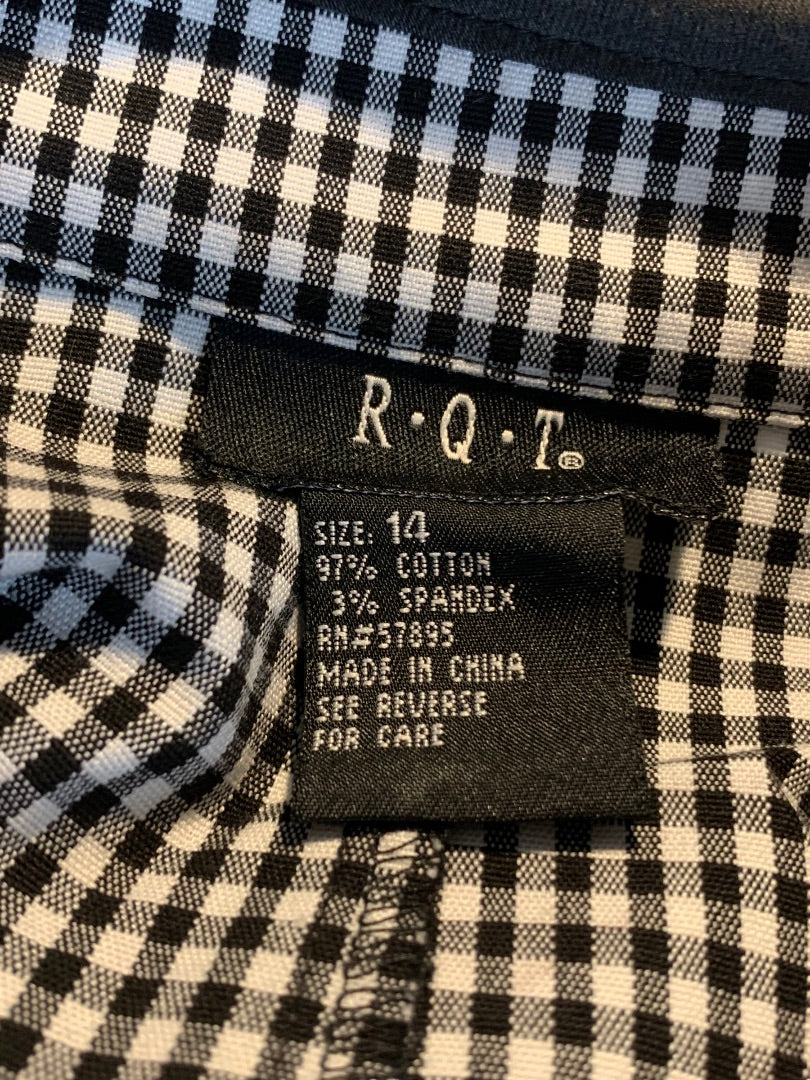 R·Q·T®
SIZE: 14
97% COTTON
3% SPANDEX
RN#57895
MADE IN CHINA
SEE REVERSE
FOR CARE